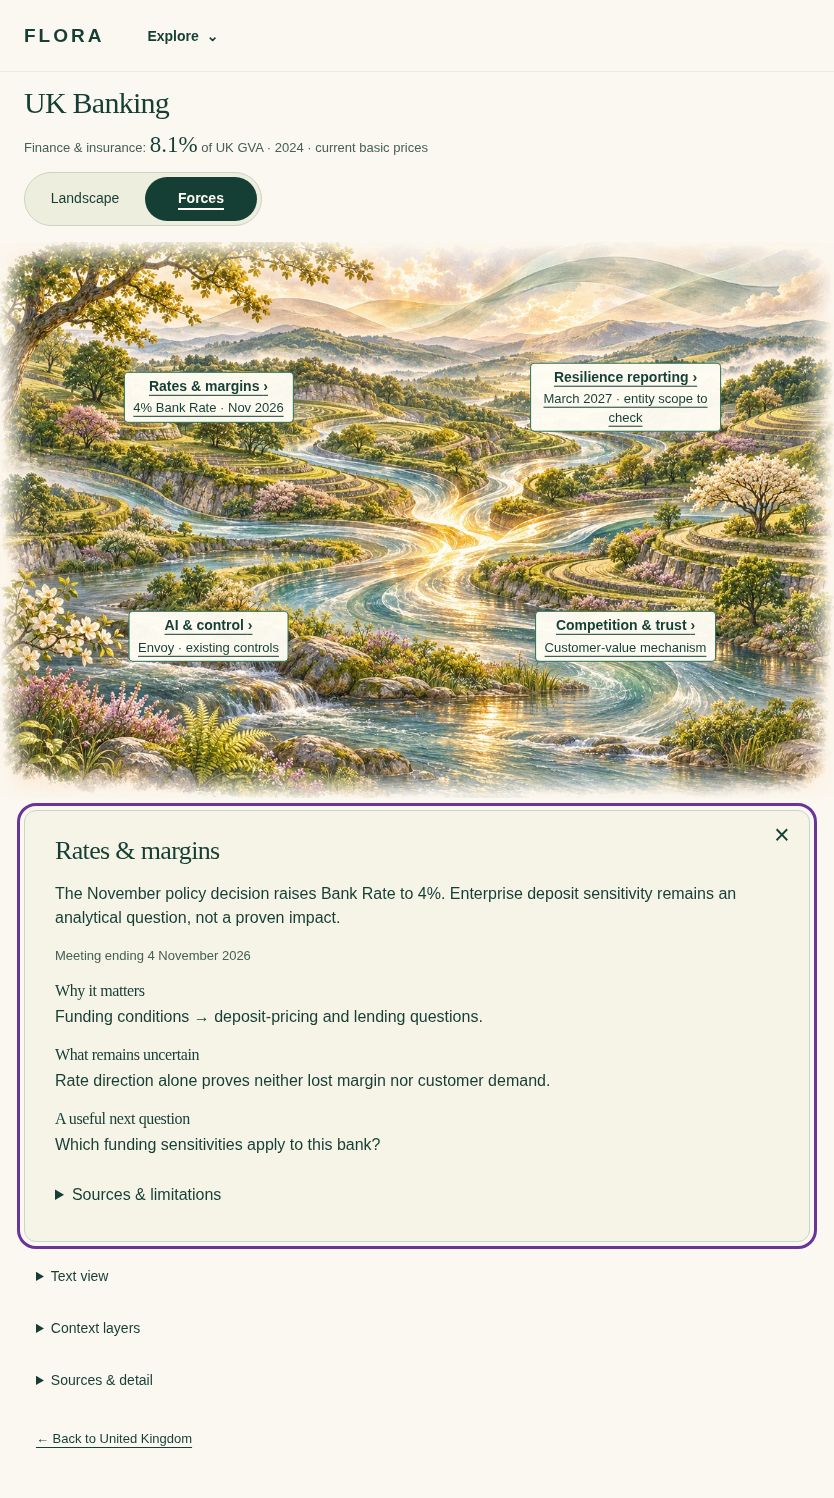 FLORA
Explore ⌄
UK Banking
Finance & insurance: 8.1% of UK GVA · 2024 · current basic prices
Landscape
Forces
Rates & margins ›
4% Bank Rate · Nov 2026
Resilience reporting ›
March 2027 · entity scope to
check
AI & control ›
Envoy · existing controls
Competition & trust ›
Customer-value mechanism
Rates & margins
✕
The November policy decision raises Bank Rate to 4%. Enterprise deposit sensitivity remains an
analytical question, not a proven impact.
Meeting ending 4 November 2026
Why it matters
Funding conditions → deposit-pricing and lending questions.
What remains uncertain
Rate direction alone proves neither lost margin nor customer demand.
A useful next question
Which funding sensitivities apply to this bank?
▶ Sources & limitations
▶ Text view
▶ Context layers
▶ Sources & detail
← Back to United Kingdom